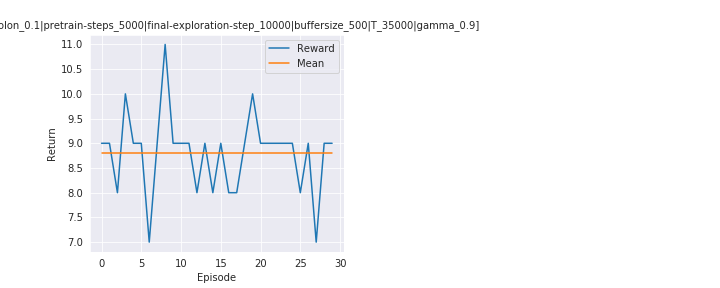 olon_0.1|pretrain-steps_5000|final-exploration-step_10000|buffersize_500|T_35000|gamma_0.9]
11.0
10.5
10.0
9.5
9.0
8.5
8.0
7.5
7.0
Return
Reward
Mean
0 5 10 15 20 25 30
Episode